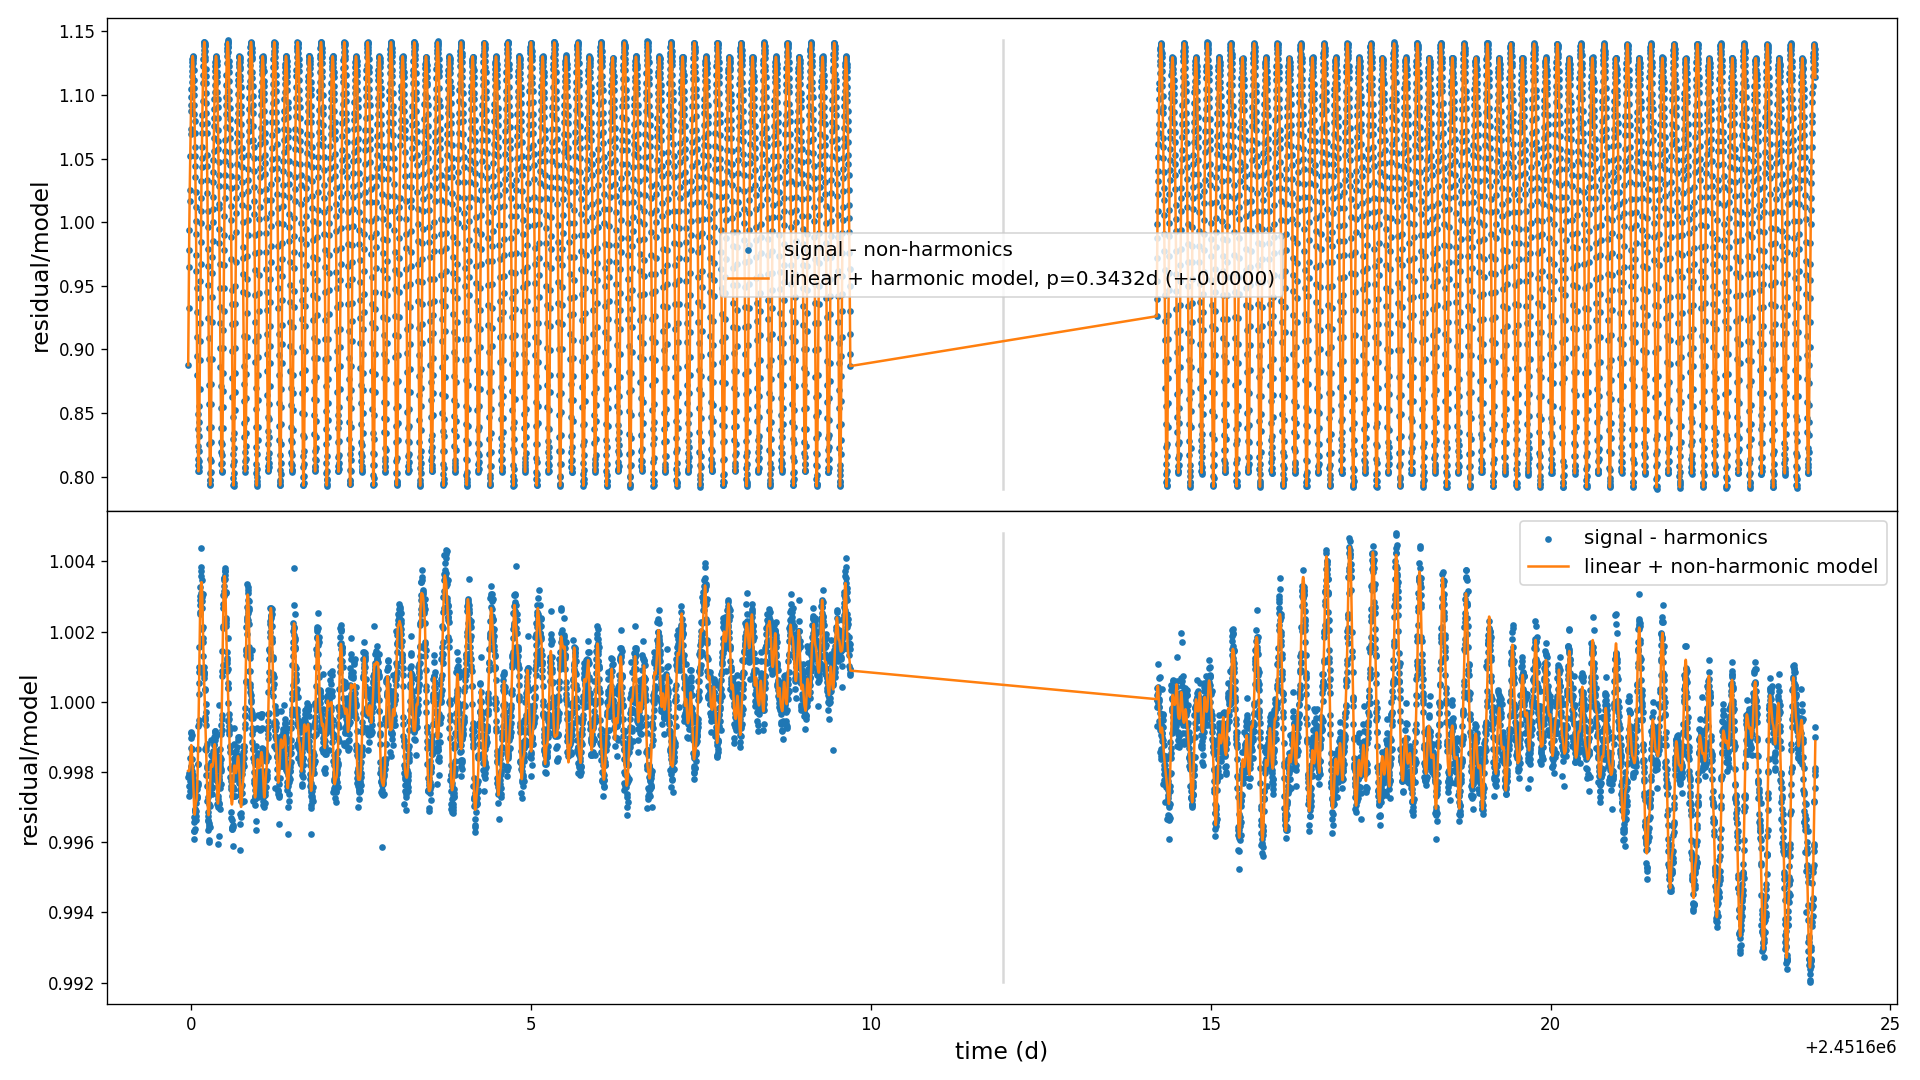 1.15
1.10
1.05
1.00
0.95
0.90
0.85
0.80
residual/model
signal - non-harmonics
linear + harmonic model, p=0.3432d (+-0.0000)
1.004
1.002
1.000
0.998
0.996
0.994
0.992
residual/model
signal - harmonics
linear + non-harmonic model
0 5 10 15 20 25
time (d)
+2.4516e6